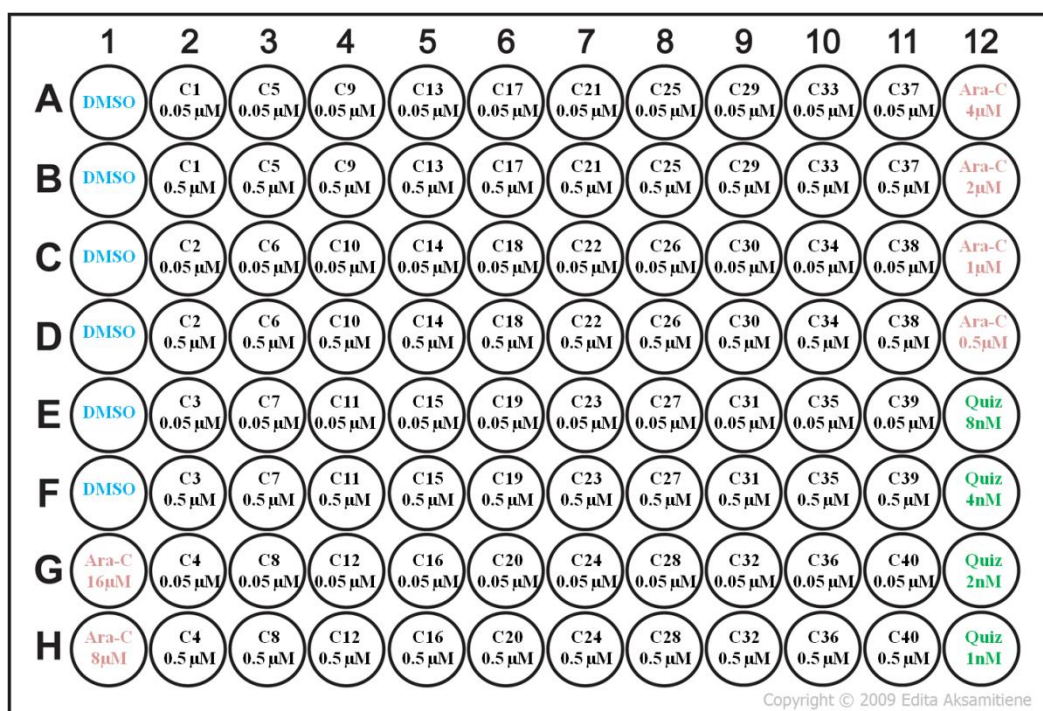 1 2 3 4 5 6 7 8 9 10 11 12
A DMSO C1 C5 C9 C13 C17 C21 C25 C29 C33 C37 Ara-C
0.05 µM 0.05 µM 0.05 µM 0.05 µM 0.05 µM 0.05 µM 0.05 µM 0.05 µM 0.05 µM 0.05 µM 4µM
B DMSO C1 C5 C9 C13 C17 C21 C25 C29 C33 C37 Ara-C
0.5 µM 0.5 µM 0.5 µM 0.5 µM 0.5 µM 0.5 µM 0.5 µM 0.5 µM 0.5 µM 0.5 µM 2µM
C DMSO C2 C6 C10 C14 C18 C22 C26 C30 C34 C38 Ara-C
0.05 µM 0.05 µM 0.05 µM 0.05 µM 0.05 µM 0.05 µM 0.05 µM 0.05 µM 0.05 µM 0.05 µM 1µM
D DMSO C2 C6 C10 C14 C18 C22 C26 C30 C34 C38 Ara-C
0.5 µM 0.5 µM 0.5 µM 0.5 µM 0.5 µM 0.5 µM 0.5 µM 0.5 µM 0.5 µM 0.5 µM 0.5µM
E DMSO C3 C7 C11 C15 C19 C23 C27 C31 C35 C39 Quiz
0.05 µM 0.05 µM 0.05 µM 0.05 µM 0.05 µM 0.05 µM 0.05 µM 0.05 µM 0.05 µM 0.05 µM 8nM
F DMSO C3 C7 C11 C15 C19 C23 C27 C31 C35 C39 Quiz
0.5 µM 0.5 µM 0.5 µM 0.5 µM 0.5 µM 0.5 µM 0.5 µM 0.5 µM 0.5 µM 0.5 µM 4nM
G Ara-C C4 C8 C12 C16 C20 C24 C28 C32 C36 C40 Quiz
16µM 0.05 µM 0.05 µM 0.05 µM 0.05 µM 0.05 µM 0.05 µM 0.05 µM 0.05 µM 0.05 µM 0.05 µM 2nM
H Ara-C C4 C8 C12 C16 C20 C24 C28 C32 C36 C40 Quiz
8µM 0.5 µM 0.5 µM 0.5 µM 0.5 µM 0.5 µM 0.5 µM 0.5 µM 0.5 µM 0.5 µM 0.5 µM 1nM
Copyright © 2009 Edita Aksamitiene